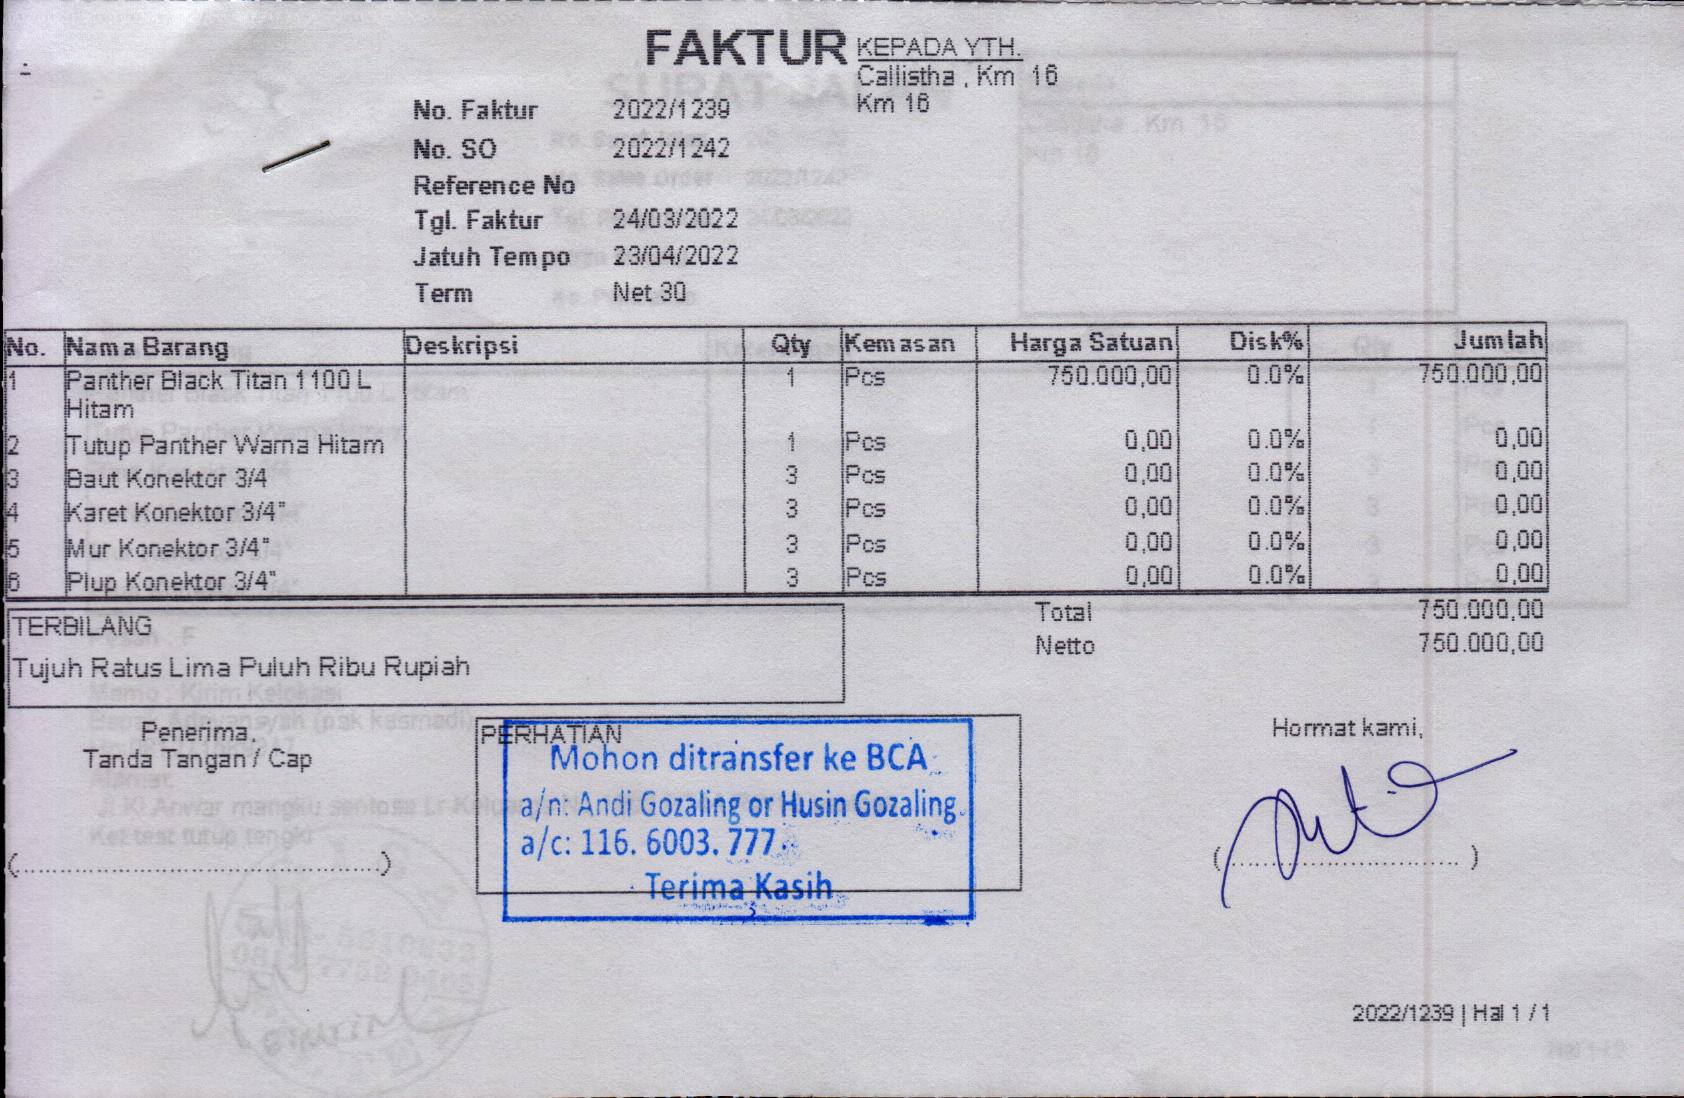 FAKTUR
KEPADA YTH.
Callistha , Km 16
Km 16
No. Faktur 2022/1239
No. SO 2022/1242
Reference No
Tgl. Faktur 24/03/2022
Jatuh Tempo 23/04/2022
Term Net 30
No. Nama Barang Deskripsi Qty Kemasan Harga Satuan Disk% Jumlah
1 Panther Black Titan 1100 L 1 Pcs 750.000,00 0.0% 750.000,00
Hitam
2 Tutup Panther Warna Hitam 1 Pcs 0,00 0.0% 0,00
3 Baut Konektor 3/4 3 Pcs 0,00 0.0% 0,00
4 Karet Konektor 3/4" 3 Pcs 0,00 0.0% 0,00
5 Mur Konektor 3/4" 3 Pcs 0,00 0.0% 0,00
6 Plup Konektor 3/4" 3 Pcs 0,00 0.0% 0,00
Total 750.000,00
Netto 750.000,00
TERBILANG
Tujuh Ratus Lima Puluh Ribu Rupiah
Penerima,
Tanda Tangan / Cap
(....................................................)
PERHATIAN
Mohon ditransfer ke BCA
a/n: Andi Gozaling or Husin Gozaling
a/c: 116. 6003. 777
Terima Kasih
Hormat kami,
(.................................... )
2022/1239 | Hal 1 / 1